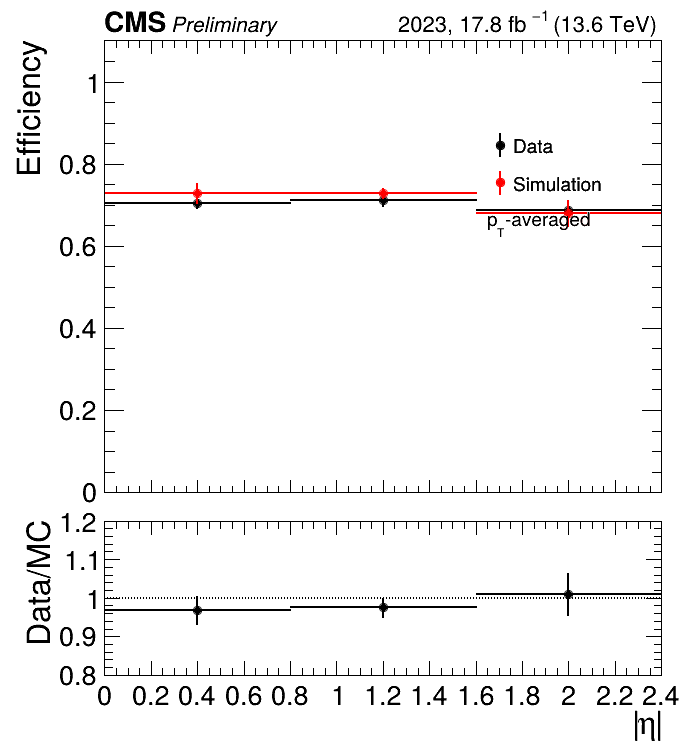 CMS Preliminary 2023, 17.8 fb⁻¹ (13.6 TeV)
Efficiency
1
0.8
0.6
0.4
0.2
0
Data
Simulation
p_T-averaged
Data/MC
1.2
1.1
1
0.9
0.8
0 0.2 0.4 0.6 0.8 1 1.2 1.4 1.6 1.8 2 2.2 2.4
|η|